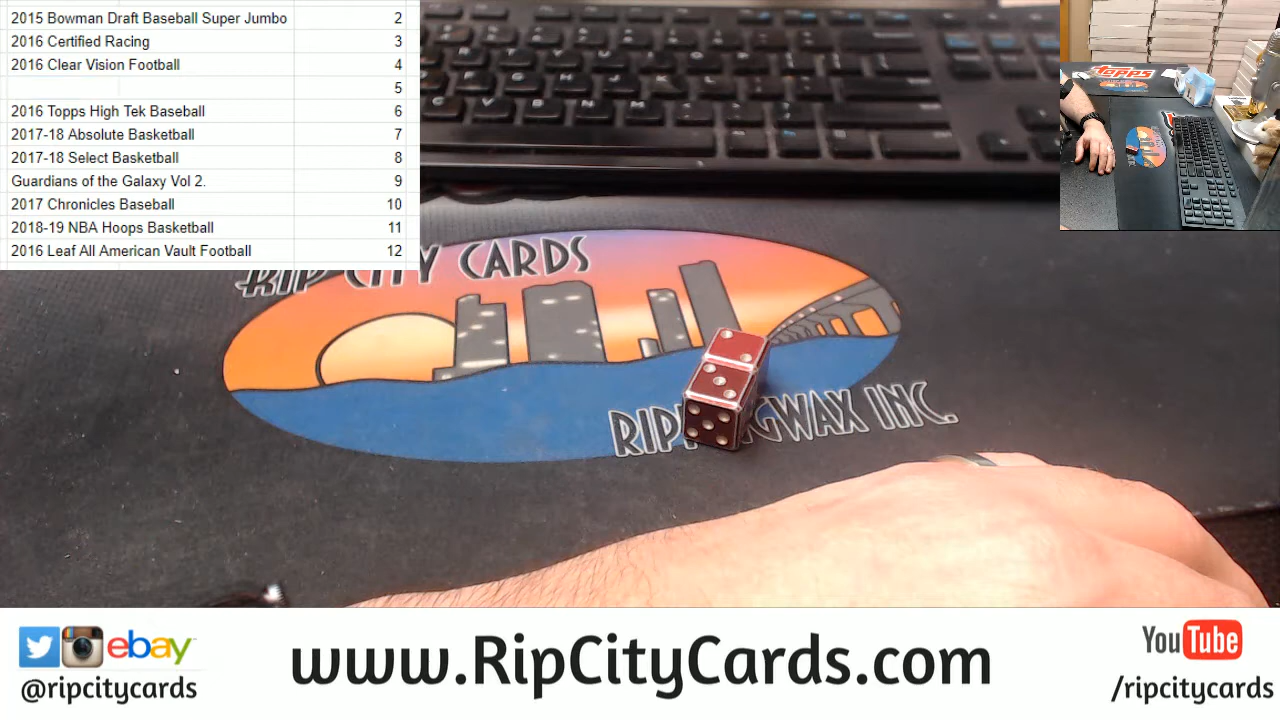 2015 Bowman Draft Baseball Super Jumbo 2
2016 Certified Racing 3
2016 Clear Vision Football 4
5
2016 Topps High Tek Baseball 6
2017-18 Absolute Basketball 7
2017-18 Select Basketball 8
Guardians of the Galaxy Vol 2. 9
2017 Chronicles Baseball 10
2018-19 NBA Hoops Basketball 11
2016 Leaf All American Vault Football 12
topps
RIP CITY CARDS
WAX INC.
ebay
@ripcitycards
www.RipCityCards.com
YouTube
/ripcitycards